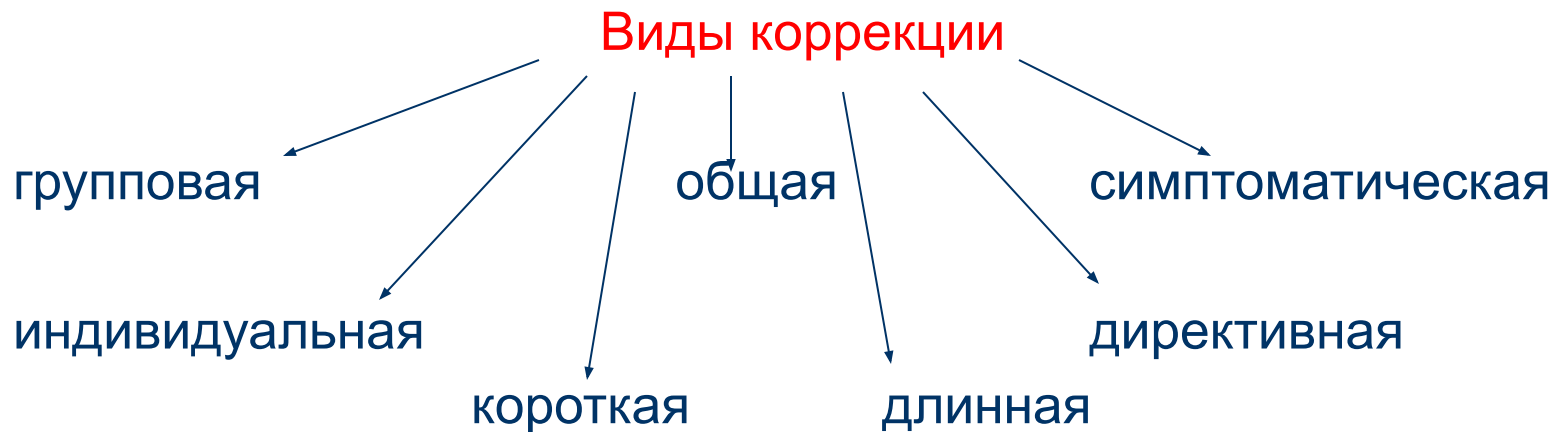 Виды коррекции
групповая
общая
симптоматическая
индивидуальная
директивная
короткая
длинная